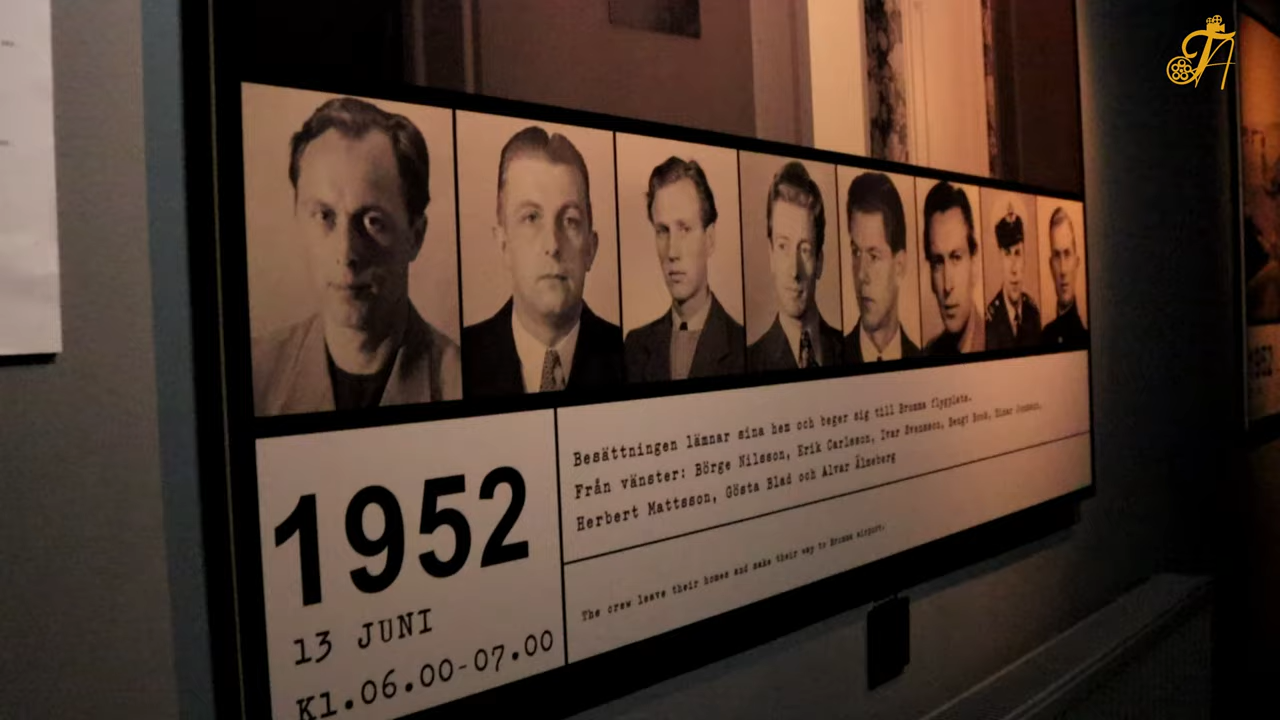 1952
13 JUNI
Kl.06.00-07.00
Besättningen lämnar sina hem och beger sig till Bromma flygplats.
Från vänster: Börge Nilsson, Erik Carlsson, Ivar Svensson, Bengt Book, Einar Jonsson,
Herbert Mattsson, Gösta Blad och Alvar Älmeberg
The crew leave their homes and make their way to Bromma airport.